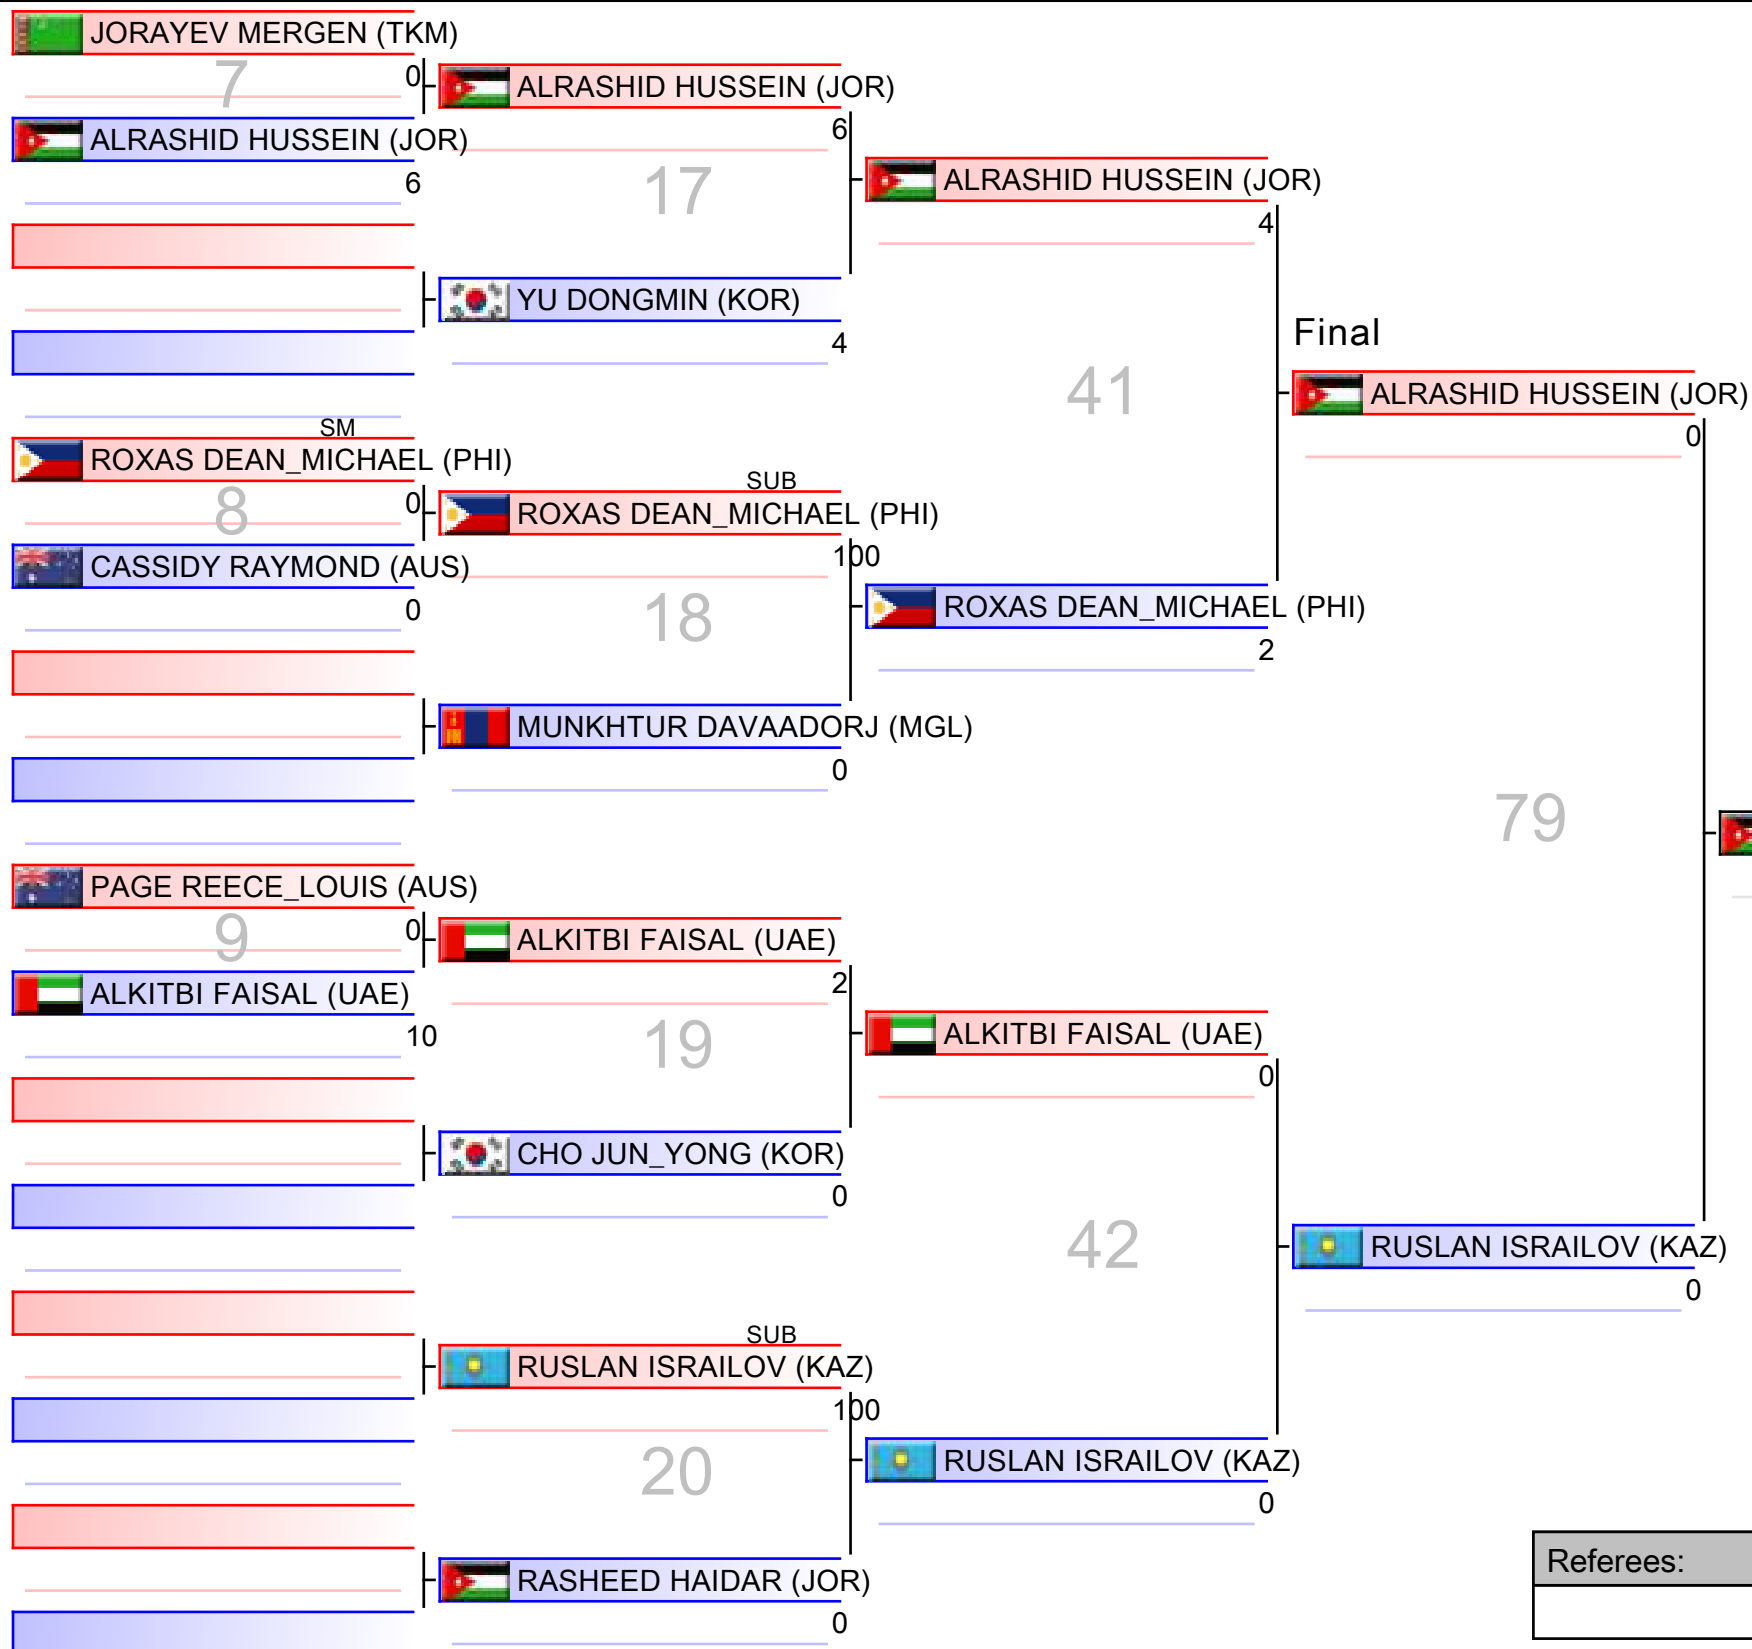 JORAYEV MERGEN (TKM)
7
0
ALRASHID HUSSEIN (JOR)
6
SM
ROXAS DEAN_MICHAEL (PHI)
8
0
CASSIDY RAYMOND (AUS)
0
PAGE REECE_LOUIS (AUS)
9
0
ALKITBI FAISAL (UAE)
10
ALRASHID HUSSEIN (JOR)
6
17
YU DONGMIN (KOR)
4
SUB
ROXAS DEAN_MICHAEL (PHI)
100
18
MUNKHTUR DAVAADORJ (MGL)
0
ALKITBI FAISAL (UAE)
2
19
CHO JUN_YONG (KOR)
0
SUB
RUSLAN ISRAILOV (KAZ)
100
20
RASHEED HAIDAR (JOR)
0
ALRASHID HUSSEIN (JOR)
4
41
ROXAS DEAN_MICHAEL (PHI)
2
ALKITBI FAISAL (UAE)
0
42
RUSLAN ISRAILOV (KAZ)
0
Final
ALRASHID HUSSEIN (JOR)
0
79
RUSLAN ISRAILOV (KAZ)
0
Referees: